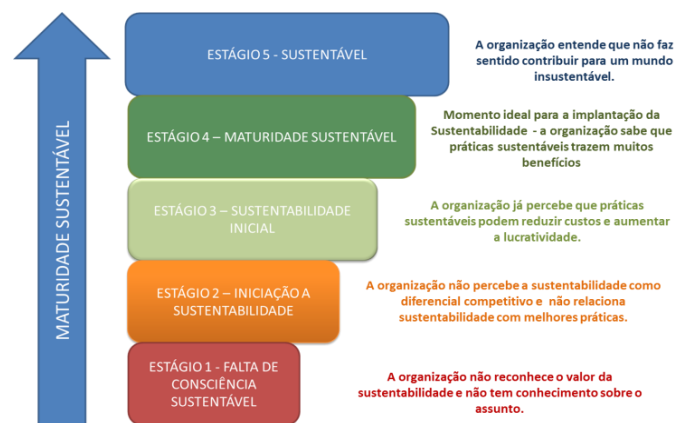 MATURIDADE SUSTENTÁVEL
ESTÁGIO 5 - SUSTENTÁVEL
A organização entende que não faz
sentido contribuir para um mundo
insustentável.
ESTÁGIO 4 – MATURIDADE SUSTENTÁVEL
Momento ideal para a implantação da
Sustentabilidade - a organização sabe que
práticas sustentáveis trazem muitos
benefícios
ESTÁGIO 3 – SUSTENTABILIDADE
INICIAL
A organização já percebe que práticas
sustentáveis podem reduzir custos e aumentar
a lucratividade.
ESTÁGIO 2 – INICIAÇÃO A
SUSTENTABILIDADE
A organização não percebe a sustentabilidade como
diferencial competitivo e não relaciona
sustentabilidade com melhores práticas.
ESTÁGIO 1 - FALTA DE
CONSCIÊNCIA
SUSTENTÁVEL
A organização não reconhece o valor da
sustentabilidade e não tem conhecimento sobre o
assunto.